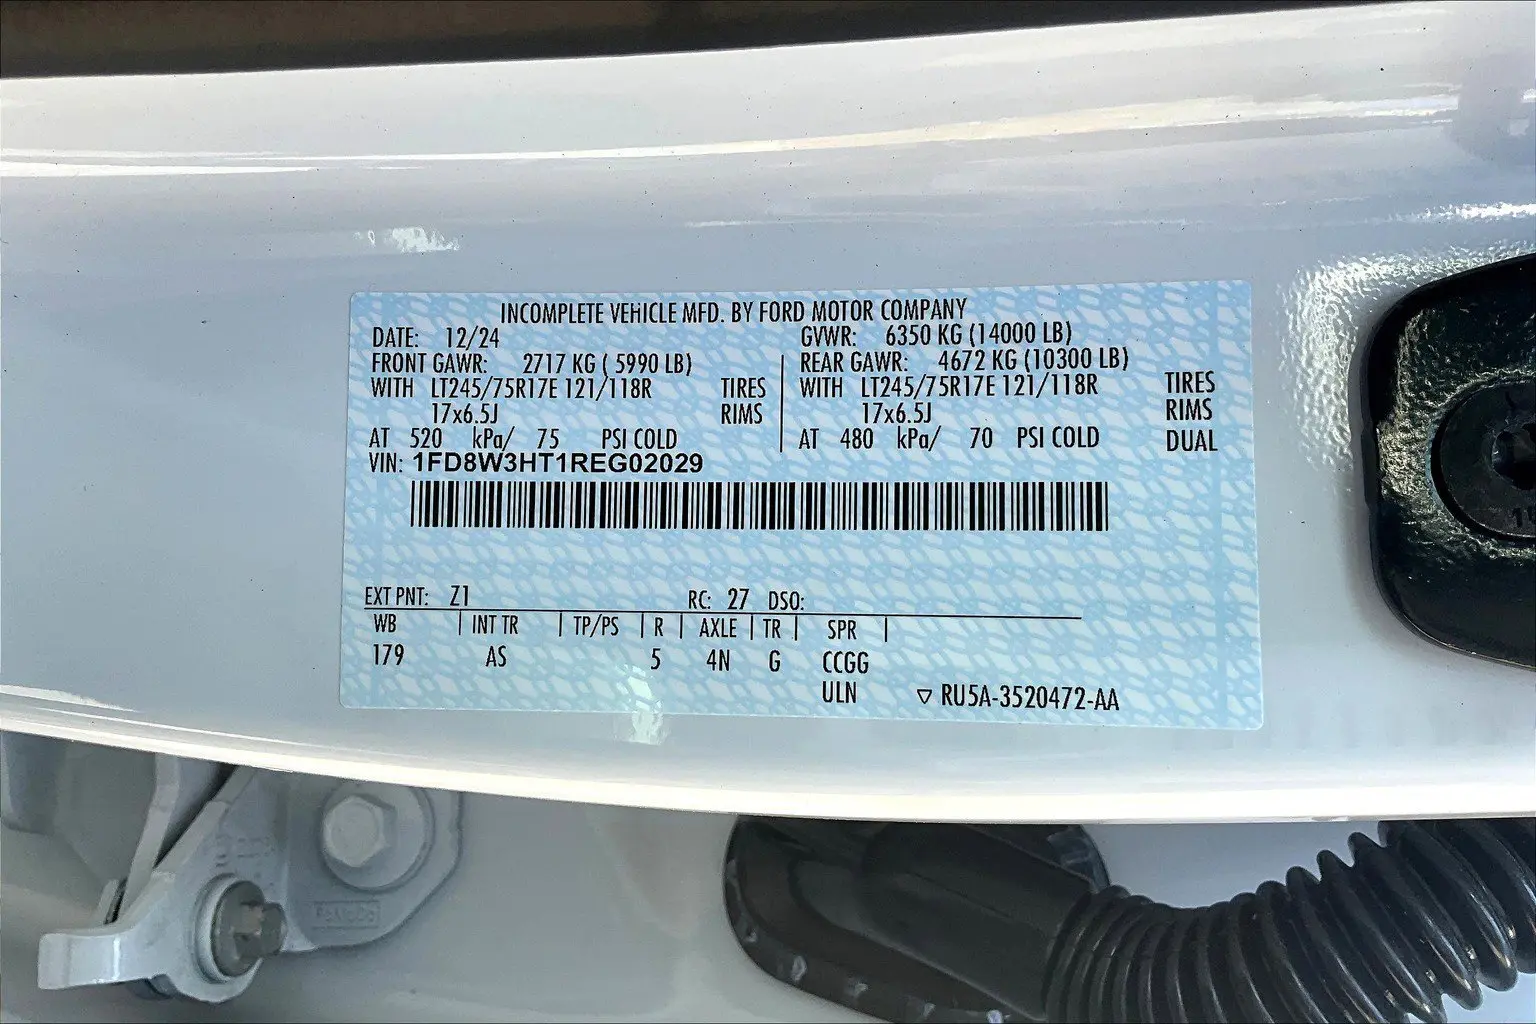 INCOMPLETE VEHICLE MFD. BY FORD MOTOR COMPANY
DATE: 12/24 GVWR: 6350 KG (14000 LB)
FRONT GAWR: 2717 KG ( 5990 LB) REAR GAWR: 4672 KG (10300 LB)
WITH LT245/75R17E 121/118R TIRES WITH LT245/75R17E 121/118R TIRES
17x6.5J RIMS 17x6.5J RIMS
AT 520 kPa/ 75 PSI COLD AT 480 kPa/ 70 PSI COLD DUAL
VIN: 1FD8W3HT1REG02029
EXT PNT: Z1 RC: 27 DSO:
WB INT TR TP/PS R AXLE TR SPR
179 AS 5 4N G CCGG
ULN RU5A-3520472-AA